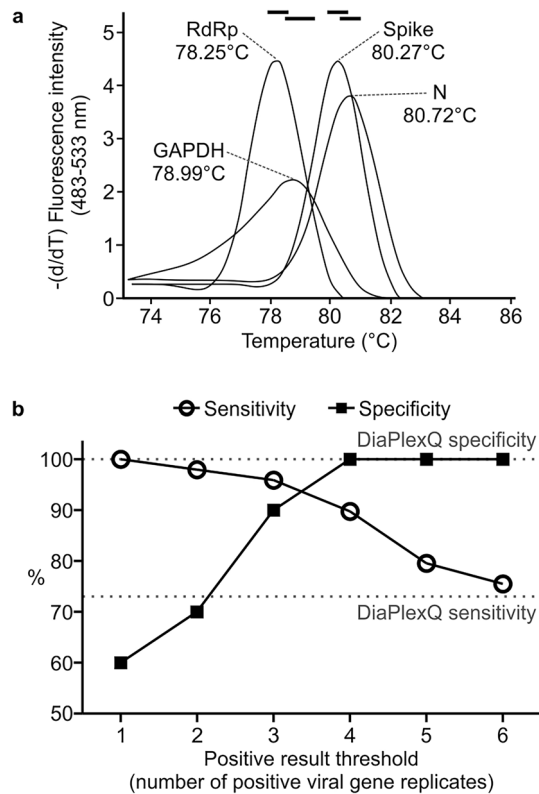 a
RdRp
78.25°C
Spike
80.27°C
N
80.72°C
GAPDH
78.99°C
-(d/dT) Fluorescence intensity
(483-533 nm)
5
4
3
2
1
0
74 76 78 80 82 84 86
Temperature (°C)
b
Sensitivity Specificity
DiaPlexQ specificity
100
90
80
%
70
DiaPlexQ sensitivity
60
50
1 2 3 4 5 6
Positive result threshold
(number of positive viral gene replicates)